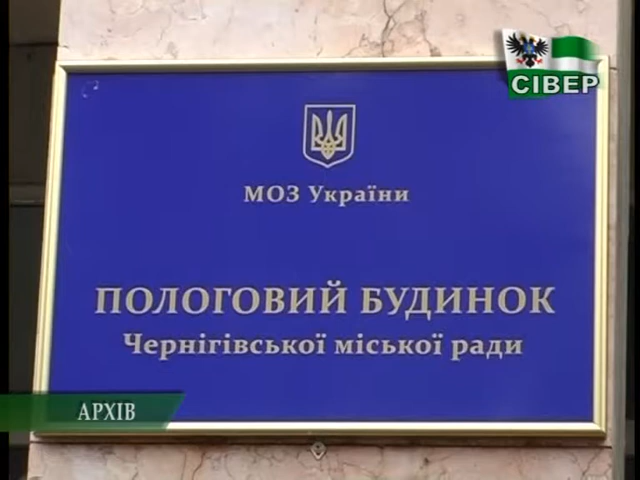 СІВЕР
МОЗ України
ПОЛОГОВИЙ БУДИНОК
Чернігівської міської ради
АРХІВ